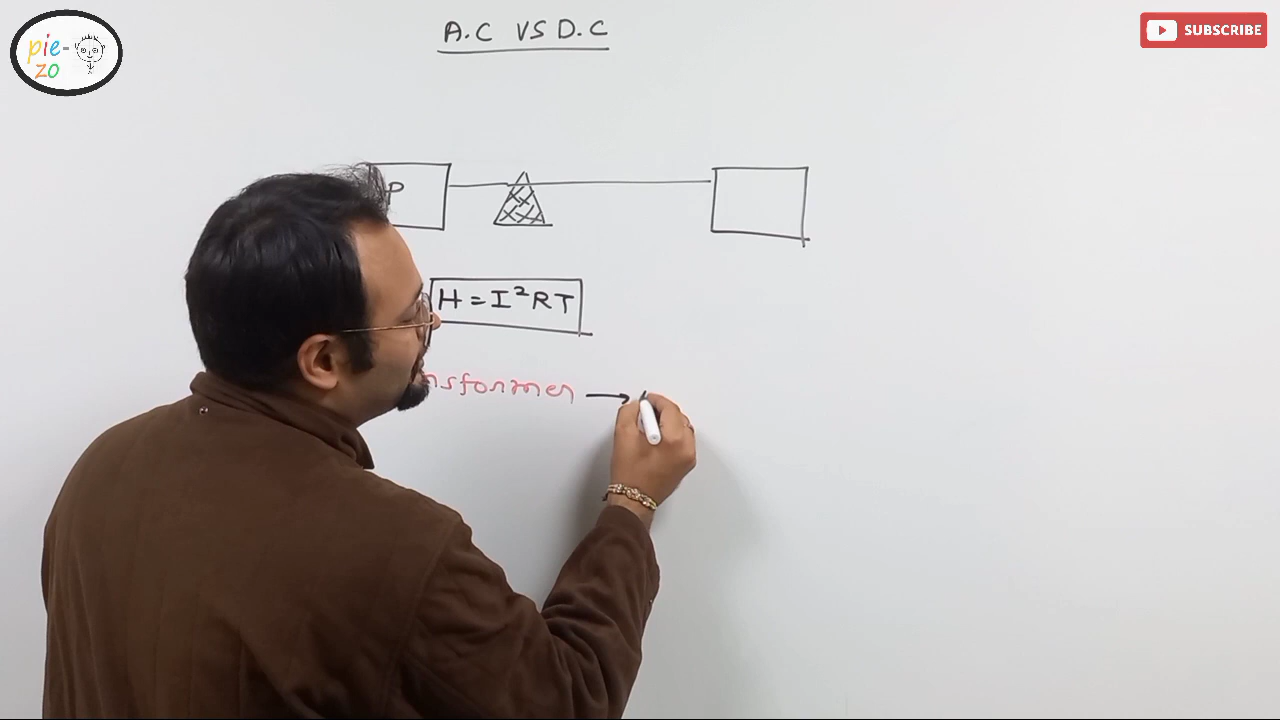 pie-
zo
A.C VS D.C
SUBSCRIBE
P
H = I²RT
nsformer →